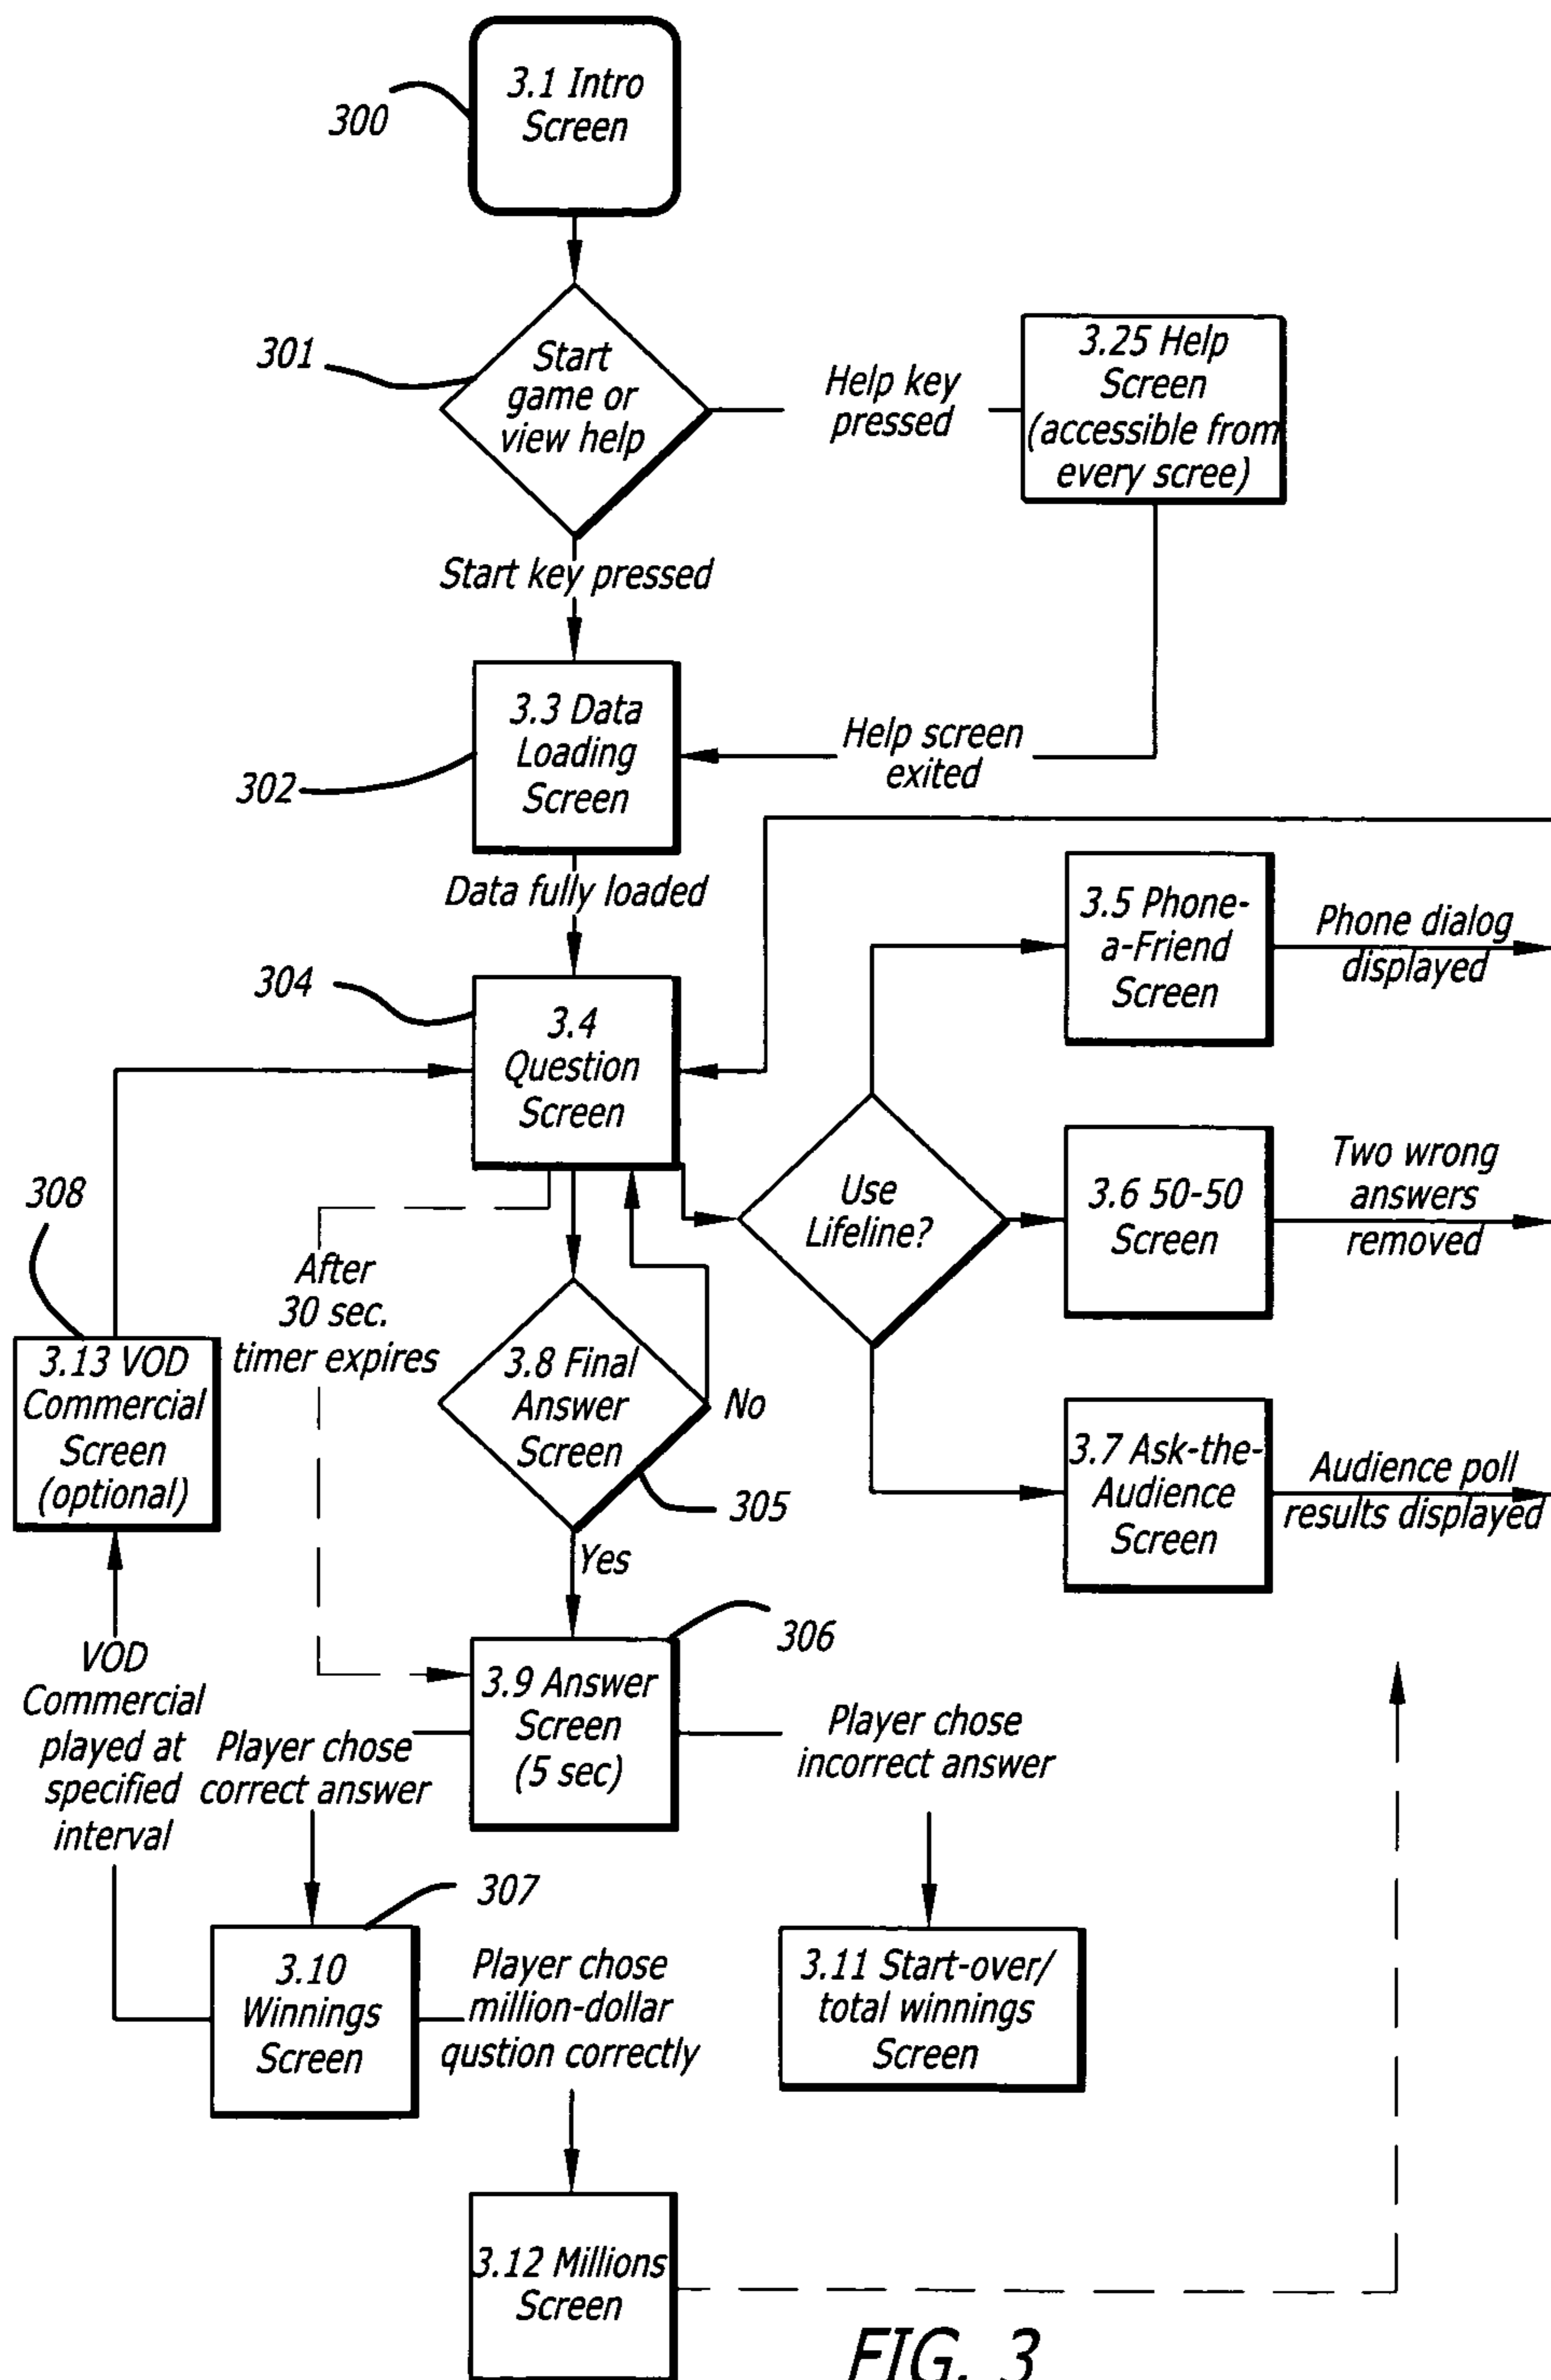 3.1 Intro
Screen
300
301
Start
game or
view help
Help key
pressed
3.25 Help
Screen
(accessible from
every scree)
Start key pressed
3.3 Data
Loading
Screen
302
Help screen
exited
Data fully loaded
304
3.4
Question
Screen
3.5 Phone-
a-Friend
Screen
Phone dialog
displayed
Use
Lifeline?
3.6 50-50
Screen
Two wrong
answers
removed
308
After
30 sec.
timer expires
3.13 VOD
Commercial
Screen
(optional)
3.8 Final
Answer
Screen
No
305
3.7 Ask-the-
Audience
Screen
Audience poll
results displayed
Yes
306
3.9 Answer
Screen
(5 sec)
VOD
Commercial
played at
specified
interval
Player chose
correct answer
Player chose
incorrect answer
307
3.10
Winnings
Screen
Player chose
million-dollar
qustion correctly
3.11 Start-over/
total winnings
Screen
3.12 Millions
Screen
FIG. 3